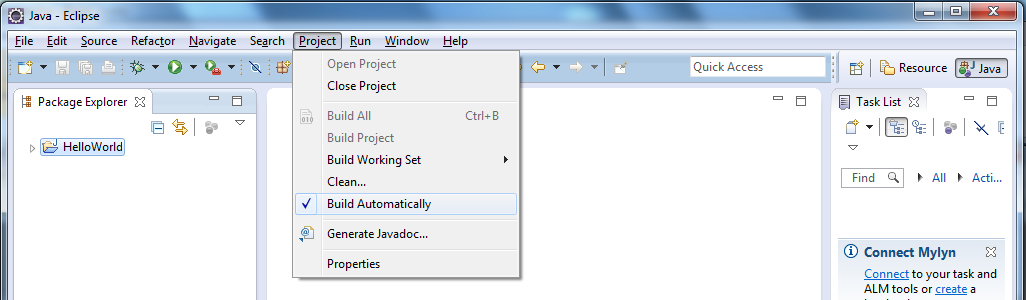 Java - Eclipse
File Edit Source Refactor Navigate Search Project Run Window Help
Quick Access
Resource
Java
Package Explorer
HelloWorld
Open Project
Close Project
Build All Ctrl+B
Build Project
Build Working Set
Clean...
Build Automatically
Generate Javadoc...
Properties
Task List
Find
All
Acti...
Connect Mylyn
Connect to your task and
ALM tools or create a